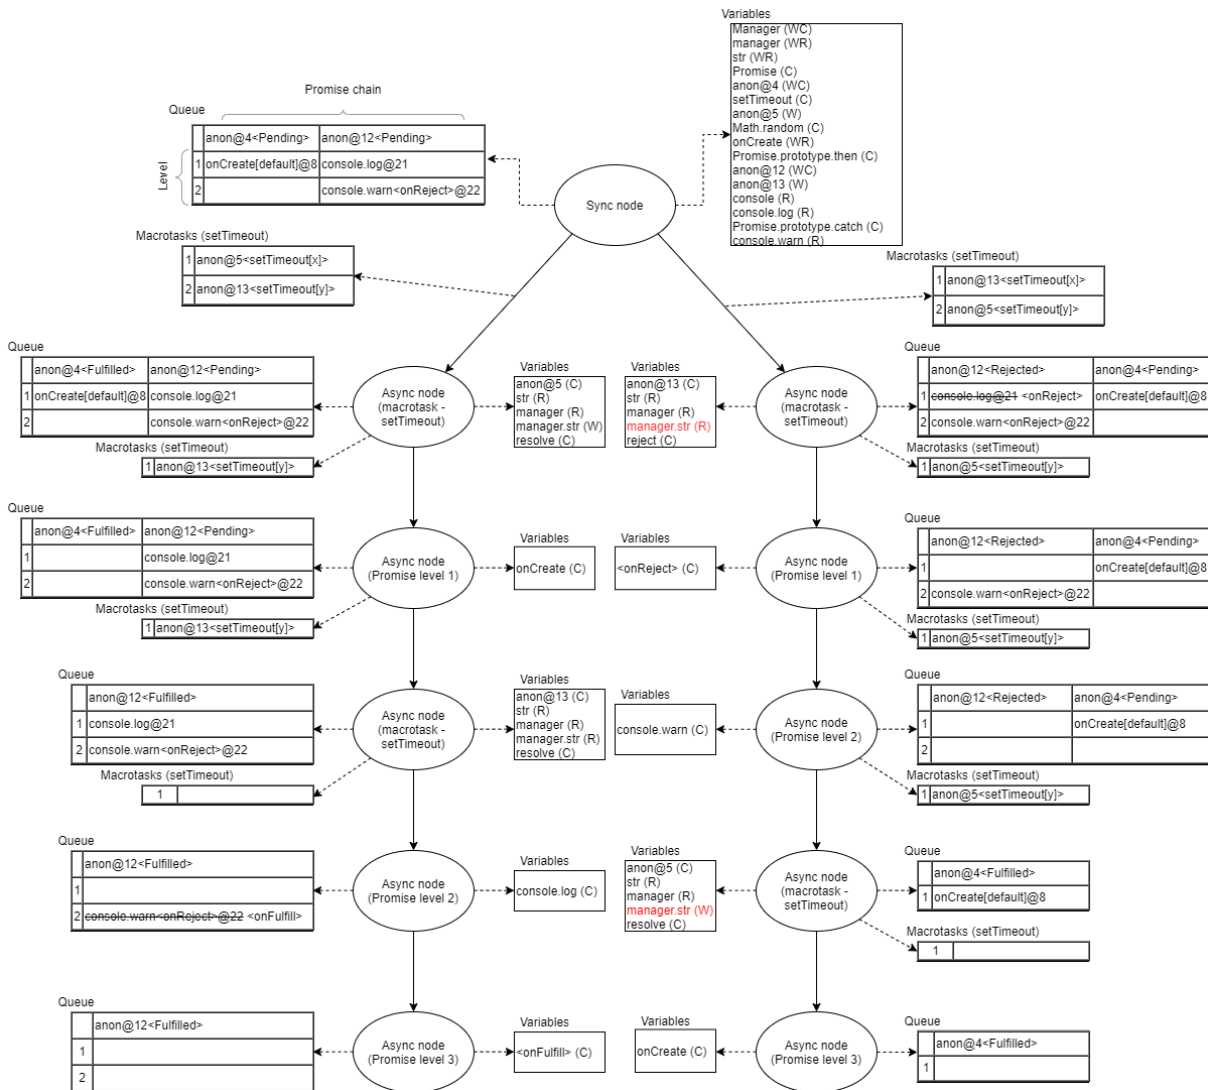 Variables
Manager (WC)
manager (WR)
str (WR)
Promise (C)
anon@4 (WC)
setTimeout (C)
anon@5 (W)
Math.random (C)
onCreate (WR)
Promise.prototype.then (C)
anon@12 (WC)
anon@13 (W)
console (R)
console.log (R)
Promise.prototype.catch (C)
console.warn (R)
Promise chain
Queue
Level
anon@4<Pending> anon@12<Pending>
1 onCreate[default]@8 console.log@21
2 console.warn<onReject>@22
Sync node
Macrotasks (setTimeout)
1 anon@5<setTimeout[x]>
2 anon@13<setTimeout[y]>
Macrotasks (setTimeout)
1 anon@13<setTimeout[x]>
2 anon@5<setTimeout[y]>
Queue
anon@4<Fulfilled> anon@12<Pending>
1 onCreate[default]@8 console.log@21
2 console.warn<onReject>@22
Macrotasks (setTimeout)
1 anon@13<setTimeout[y]>
Async node
(macrotask -
setTimeout)
Variables
anon@5 (C)
str (R)
manager (R)
manager.str (W)
resolve (C)
Variables
anon@13 (C)
str (R)
manager (R)
manager.str (R)
reject (C)
Async node
(macrotask -
setTimeout)
Queue
anon@12<Rejected> anon@4<Pending>
1 console.log@21 <onReject> onCreate[default]@8
2 console.warn<onReject>@22
Macrotasks (setTimeout)
1 anon@5<setTimeout[y]>
Queue
anon@4<Fulfilled> anon@12<Pending>
1 console.log@21
2 console.warn<onReject>@22
Macrotasks (setTimeout)
1 anon@13<setTimeout[y]>
Async node
(Promise level 1)
Variables
onCreate (C)
Variables
<onReject> (C)
Async node
(Promise level 1)
Queue
anon@12<Rejected> anon@4<Pending>
1 onCreate[default]@8
2 console.warn<onReject>@22
Macrotasks (setTimeout)
1 anon@5<setTimeout[y]>
Queue
anon@12<Fulfilled>
1 console.log@21
2 console.warn<onReject>@22
Macrotasks (setTimeout)
1
Async node
(macrotask -
setTimeout)
Variables
anon@13 (C)
str (R)
manager (R)
manager.str (R)
resolve (C)
Variables
console.warn (C)
Async node
(Promise level 2)
Queue
anon@12<Rejected> anon@4<Pending>
1 onCreate[default]@8
2
Macrotasks (setTimeout)
1 anon@5<setTimeout[y]>
Queue
anon@12<Fulfilled>
1
2 console.warn<onReject>@22 <onFulfill>
Async node
(Promise level 2)
Variables
console.log (C)
Variables
anon@5 (C)
str (R)
manager (R)
manager.str (W)
resolve (C)
Async node
(macrotask -
setTimeout)
Queue
anon@4<Fulfilled>
1 onCreate[default]@8
Macrotasks (setTimeout)
1
Queue
anon@12<Fulfilled>
1
2
Async node
(Promise level 3)
Variables
<onFulfill> (C)
Variables
onCreate (C)
Async node
(Promise level 3)
Queue
anon@4<Fulfilled>
1